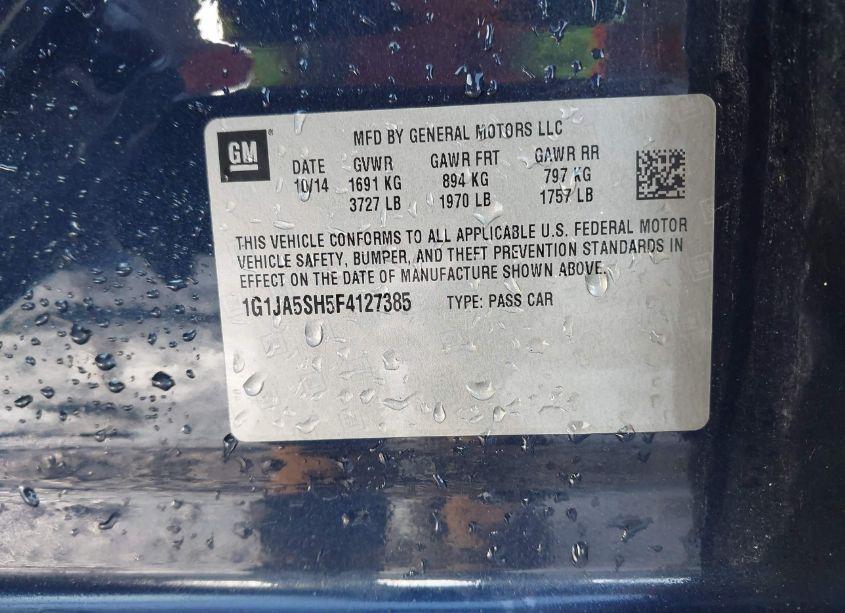 GM ®
MFD BY GENERAL MOTORS LLC
DATE GVWR GAWR FRT GAWR RR
10/14 1691 KG 894 KG 797 KG
3727 LB 1970 LB 1757 LB
THIS VEHICLE CONFORMS TO ALL APPLICABLE U.S. FEDERAL MOTOR
VEHICLE SAFETY, BUMPER, AND THEFT PREVENTION STANDARDS IN
EFFECT ON THE DATE OF MANUFACTURE SHOWN ABOVE.
1G1JA5SH5F4127385 TYPE: PASS CAR